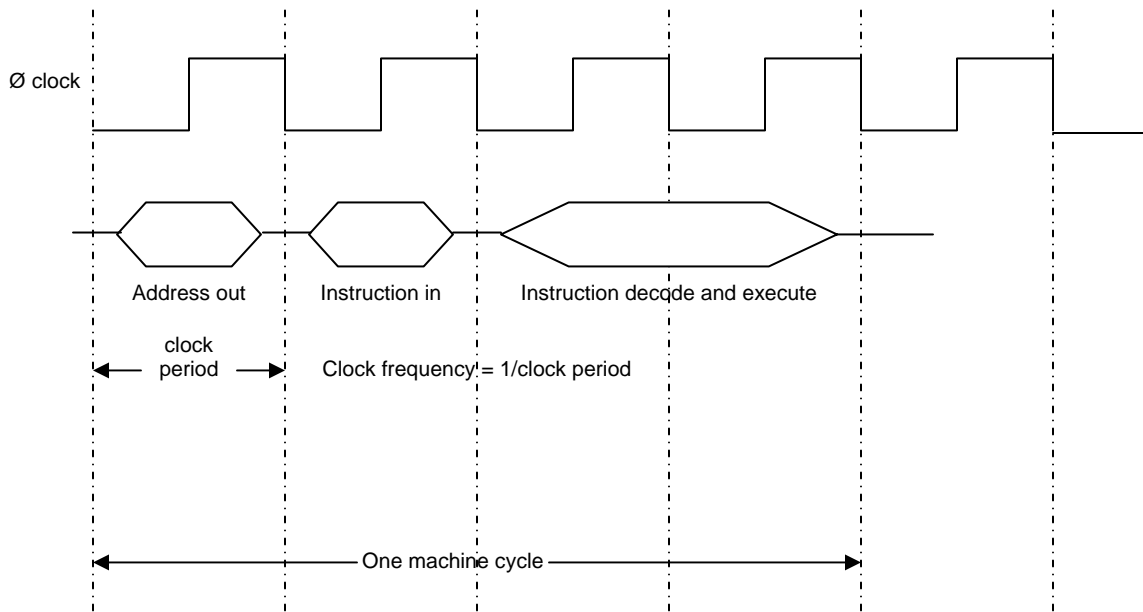 Ø clock
Address out
Instruction in
Instruction decode and execute
clock
period
Clock frequency = 1/clock period
One machine cycle